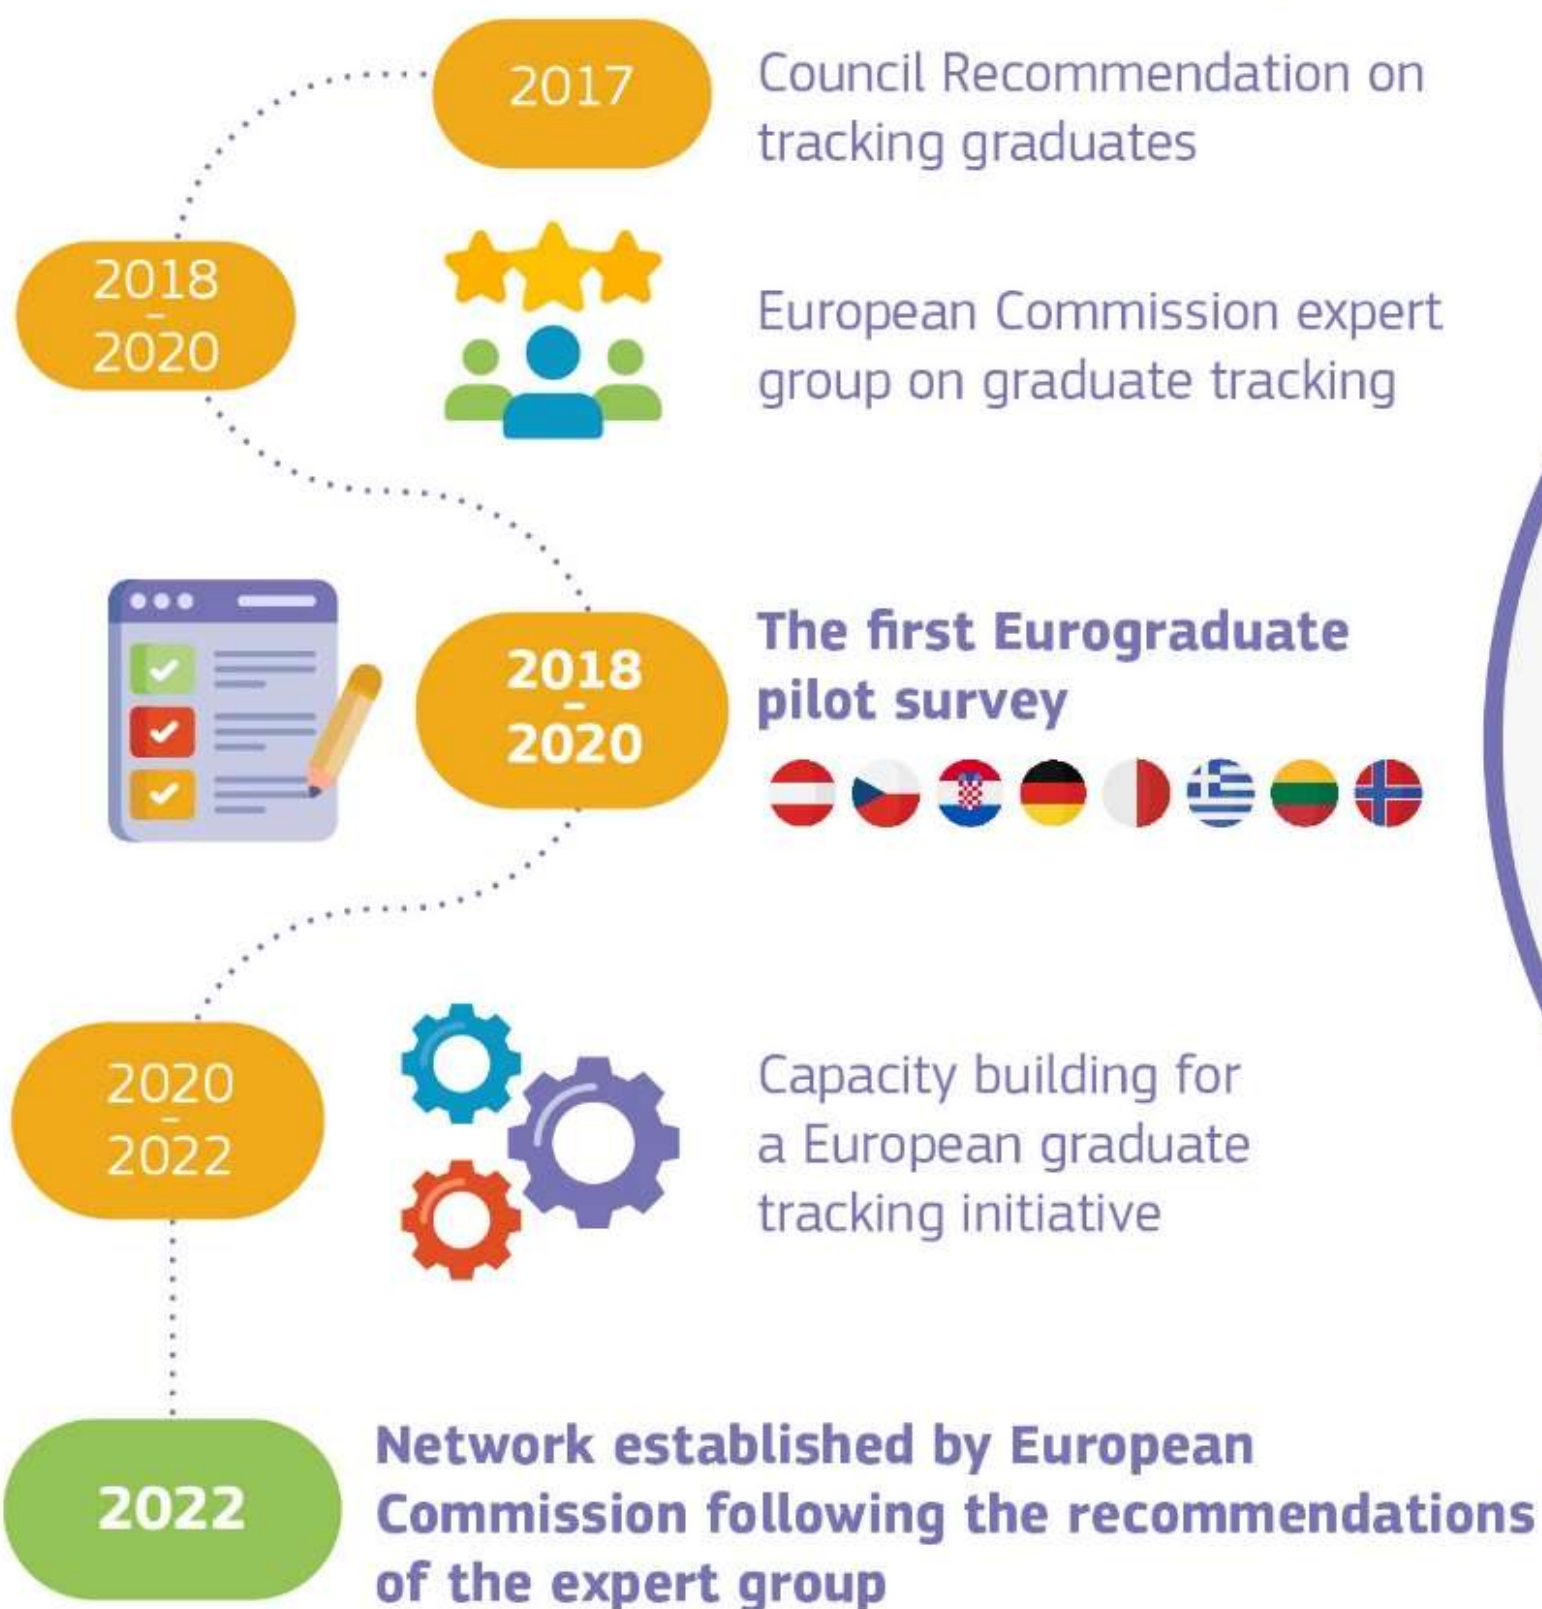 2017
Council Recommendation on
tracking graduates
2018
–
2020
European Commission expert
group on graduate tracking
2018
–
2020
The first Eurograduate
pilot survey
2020
–
2022
Capacity building for
a European graduate
tracking initiative
2022
Network established by European
Commission following the recommendations
of the expert group